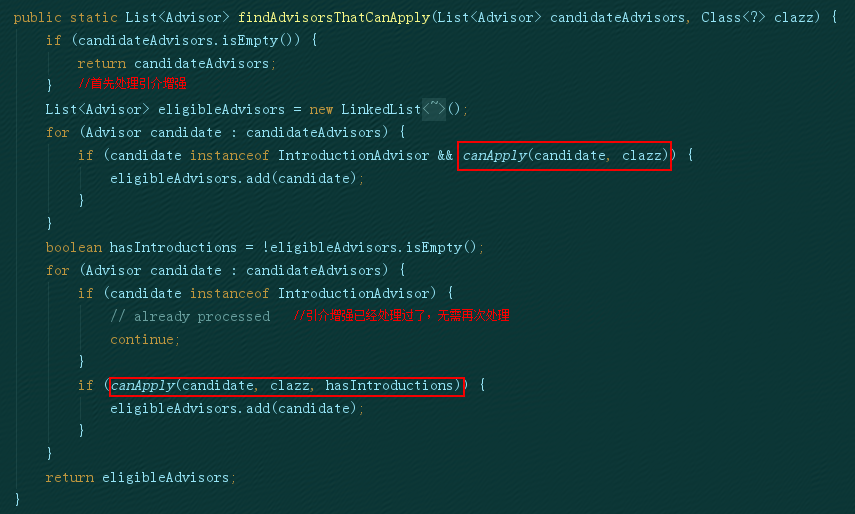 public static List<Advisor> findAdvisorsThatCanApply(List<Advisor> candidateAdvisors, Class<?> clazz) {
    if (candidateAdvisors.isEmpty()) {
        return candidateAdvisors;
    }   //首先处理引介增强
    List<Advisor> eligibleAdvisors = new LinkedList<~>();
    for (Advisor candidate : candidateAdvisors) {
        if (candidate instanceof IntroductionAdvisor && canApply(candidate, clazz)) {
            eligibleAdvisors.add(candidate);
        }
    }
    boolean hasIntroductions = !eligibleAdvisors.isEmpty();
    for (Advisor candidate : candidateAdvisors) {
        if (candidate instanceof IntroductionAdvisor) {
            // already processed   //引介增强已经处理过了，无需再次处理
            continue;
        }
        if (canApply(candidate, clazz, hasIntroductions)) {
            eligibleAdvisors.add(candidate);
        }
    }
    return eligibleAdvisors;
}